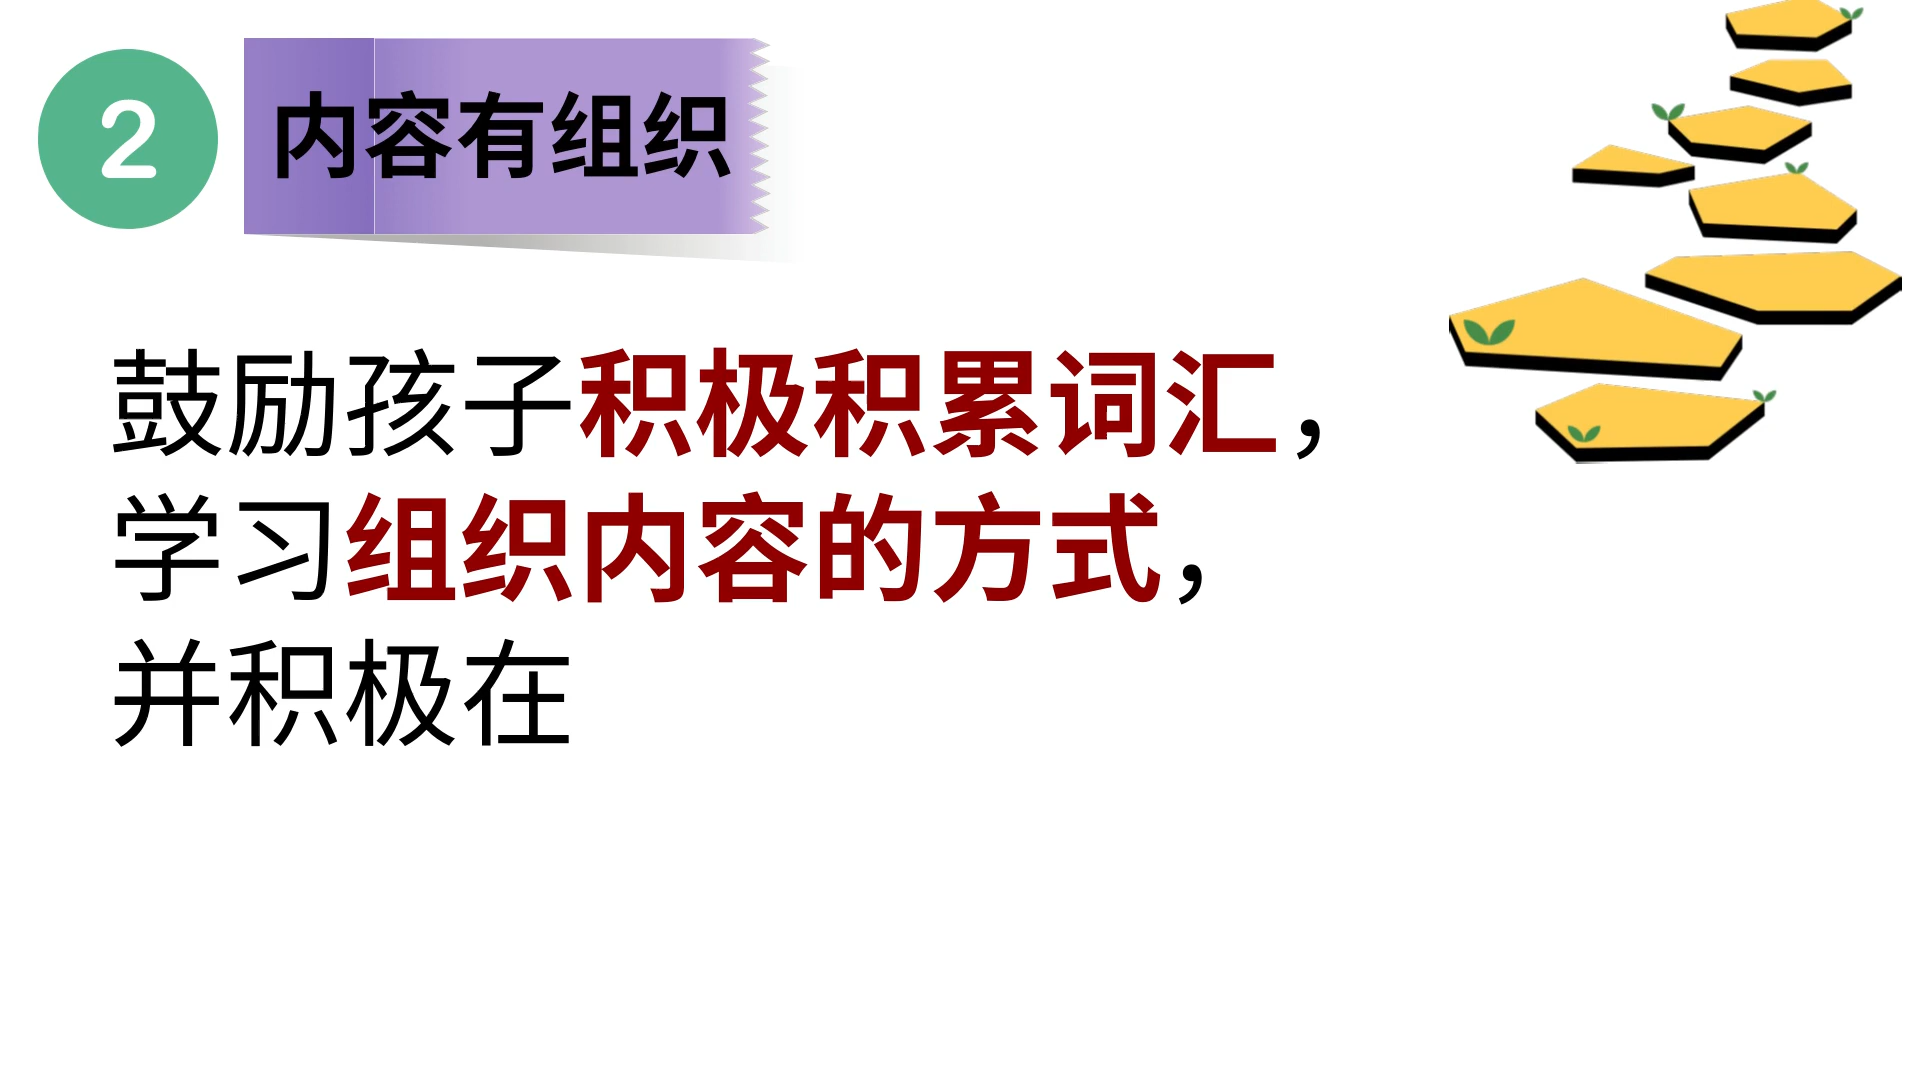 2
内容有组织
鼓励孩子积极积累词汇，
学习组织内容的方式，
并积极在